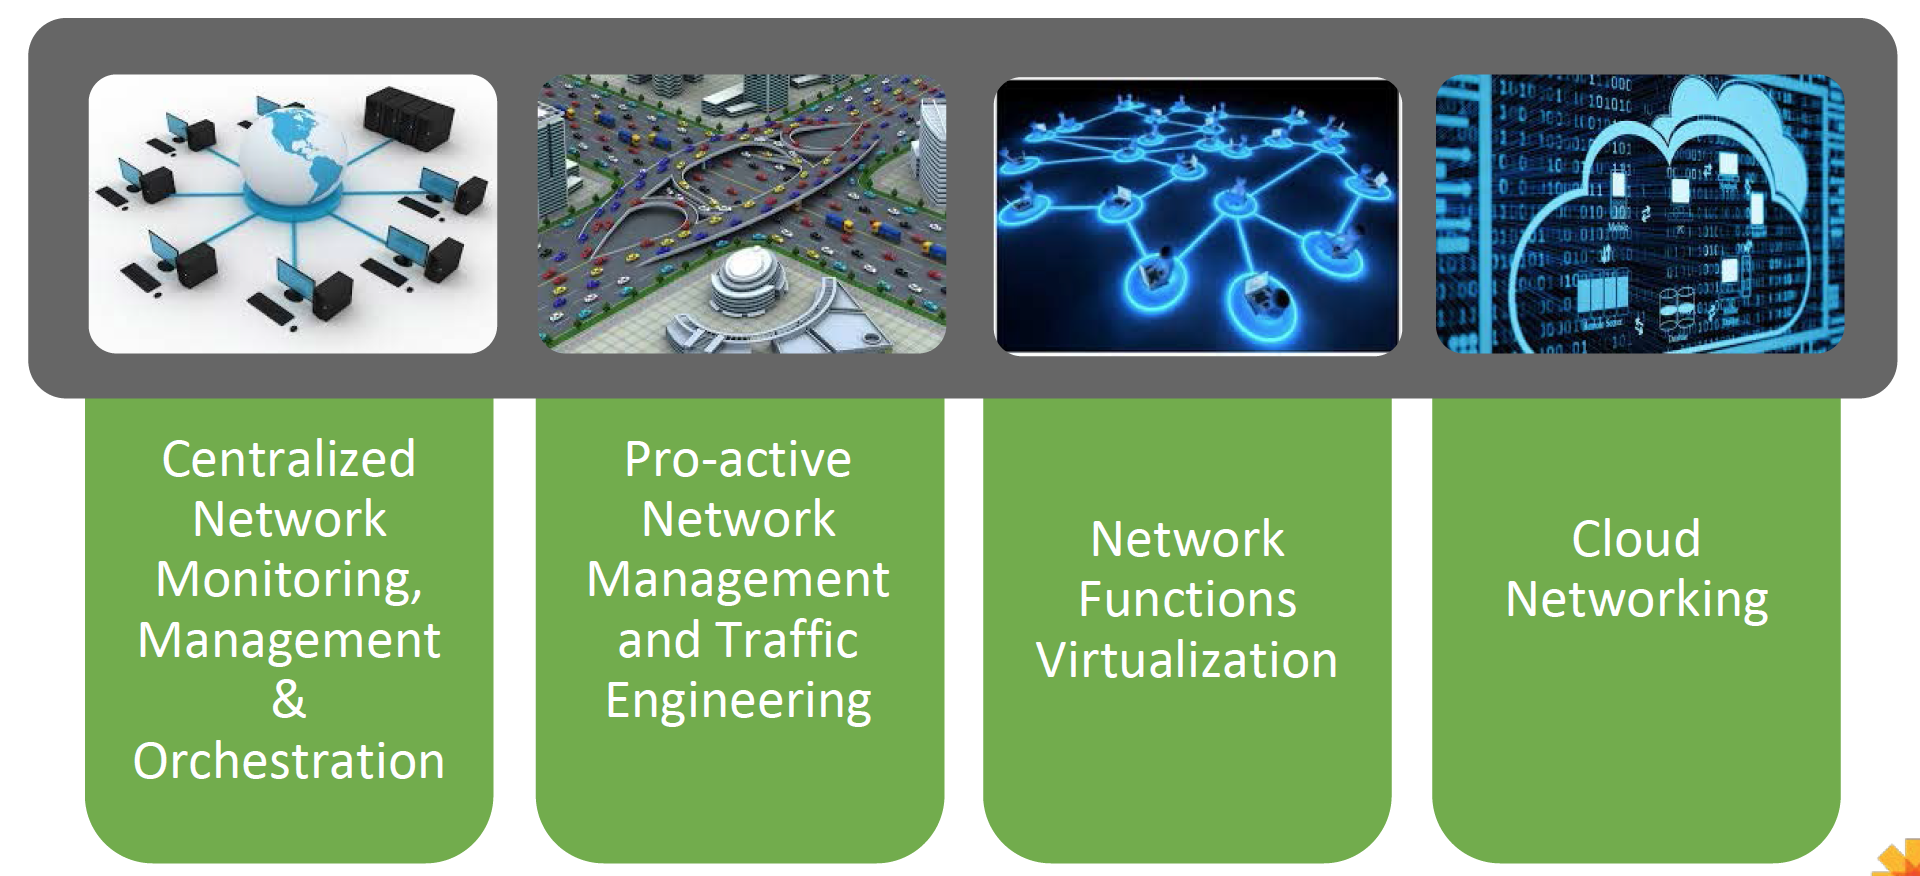 Centralized
Network
Monitoring,
Management
&
Orchestration
Pro-active
Network
Management
and Traffic
Engineering
Network
Functions
Virtualization
Cloud
Networking